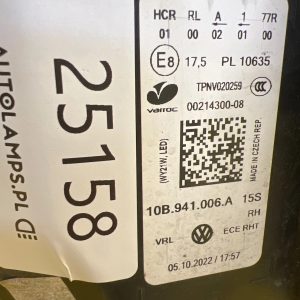 HCR RL A 1 77R
01 00 02 01 00
E8 17,5 PL 10635
TPNV020259
varroc
00214300-08
(WY21W, LED)
MADE IN CZECH REP.
10B.941.006.A 15S
RH
VRL ECE RHT
05.10.2022 / 17:57
25158
AUTOLAMPS.PL